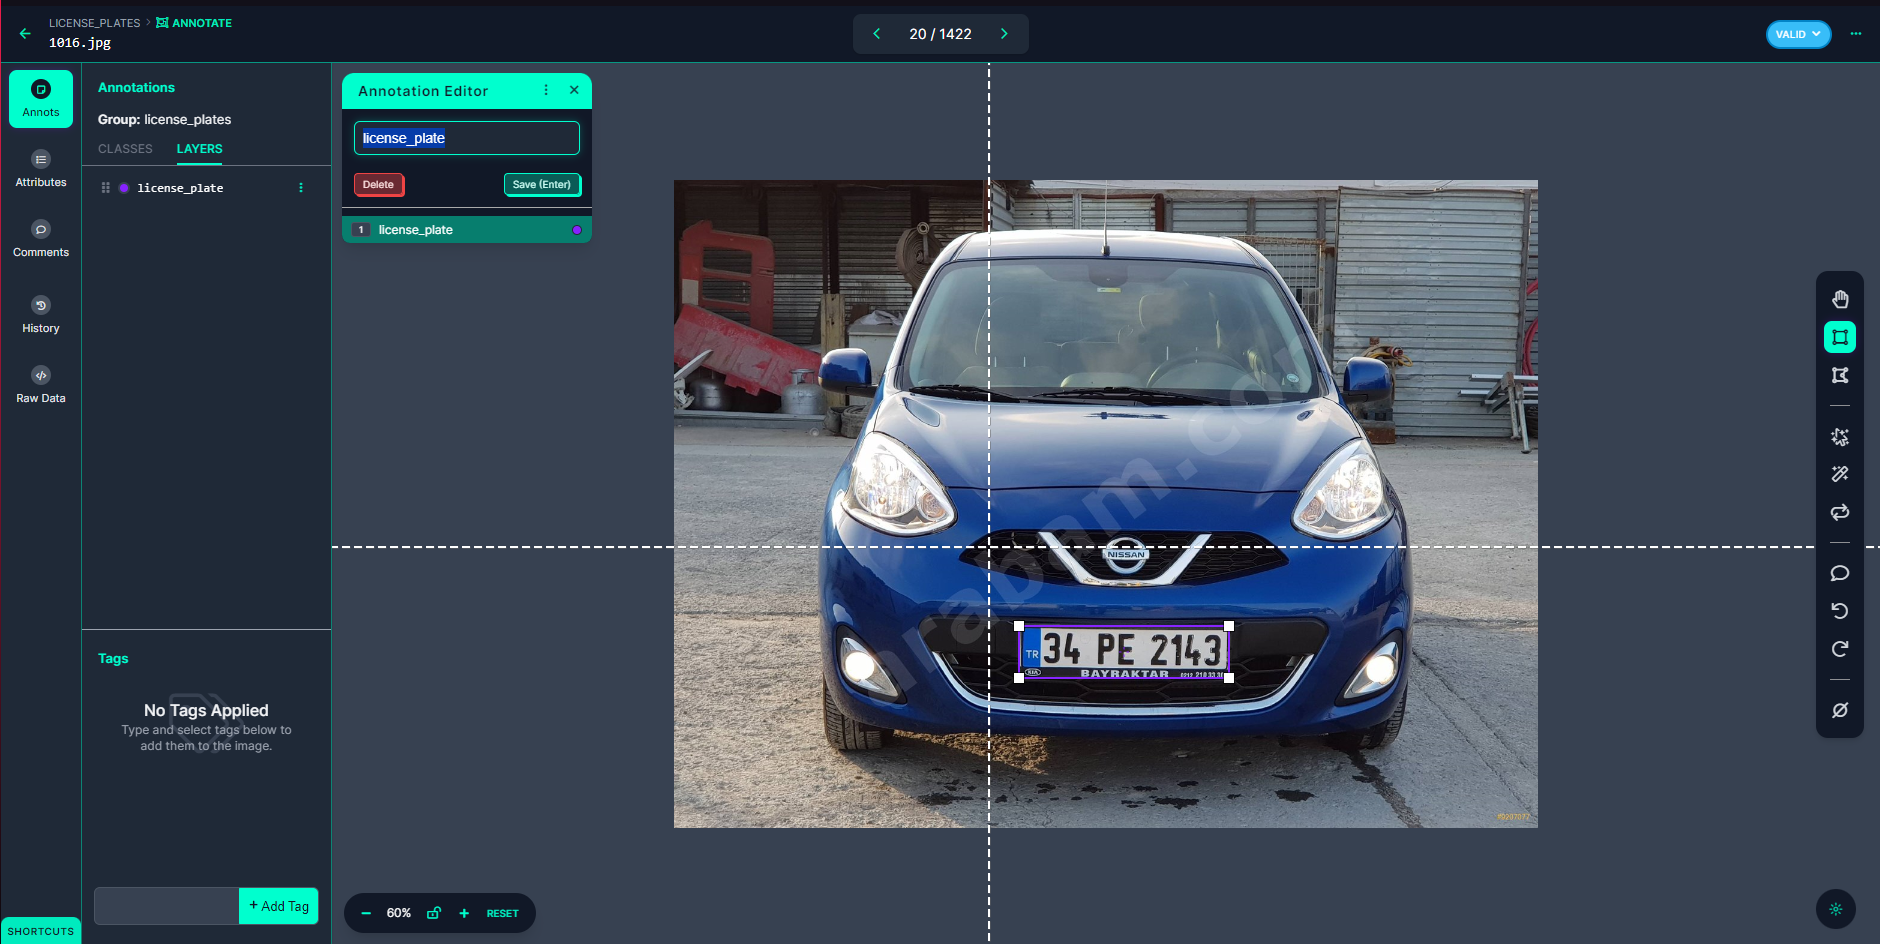 LICENSE_PLATES > ANNOTATE
1016.jpg
20 / 1422
VALID
Annots
Attributes
Comments
History
Raw Data
SHORTCUTS
Annotations
Group: license_plates
CLASSES LAYERS
license_plate
Tags
No Tags Applied
Type and select tags below to
add them to the image.
+ Add Tag
Annotation Editor
license_plate
Delete
Save (Enter)
1 license_plate
arabam.com
NISSAN
TR 34 PE 2143
BAYRAKTAR
60%
RESET